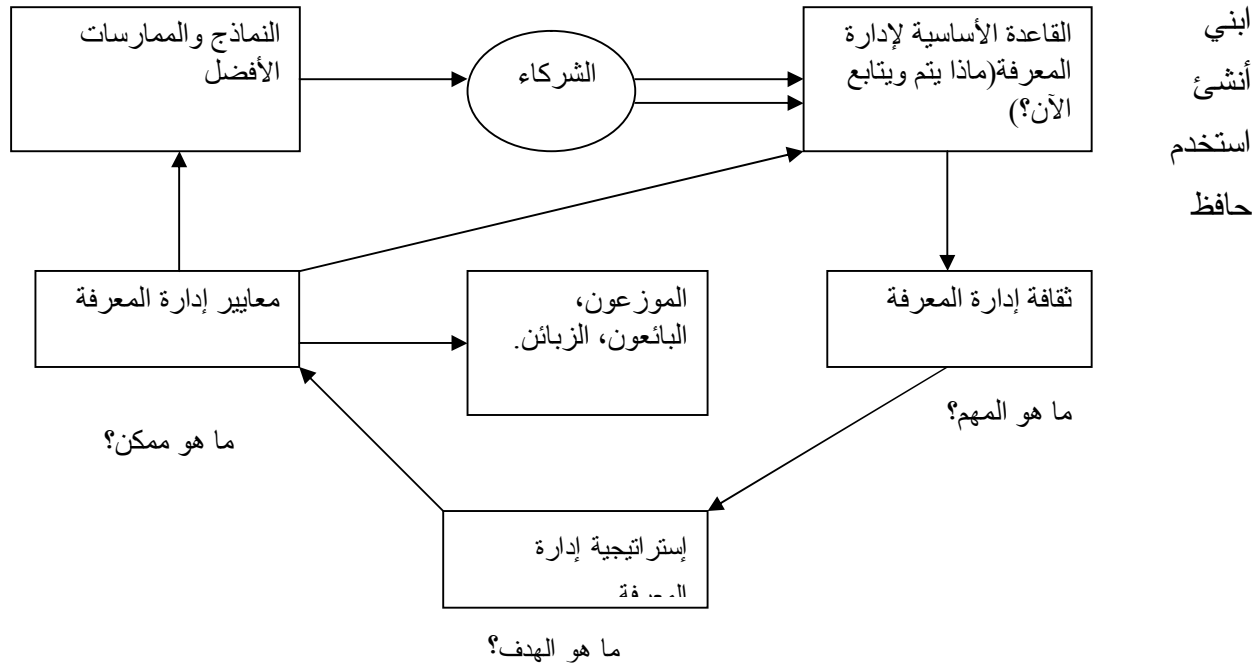 ابني
أنشئ
استخدم
حافظ
القاعدة الأساسية لإدارة
المعرفة(ماذا يتم ويتابع
الآن؟)
الشركاء
النماذج والممارسات
الأفضل
ثقافة إدارة المعرفة
الموزعون،
البائعون، الزبائن.
معايير إدارة المعرفة
ما هو المهم؟
ما هو ممكن؟
إستراتيجية إدارة
المعرفة
ما هو الهدف؟